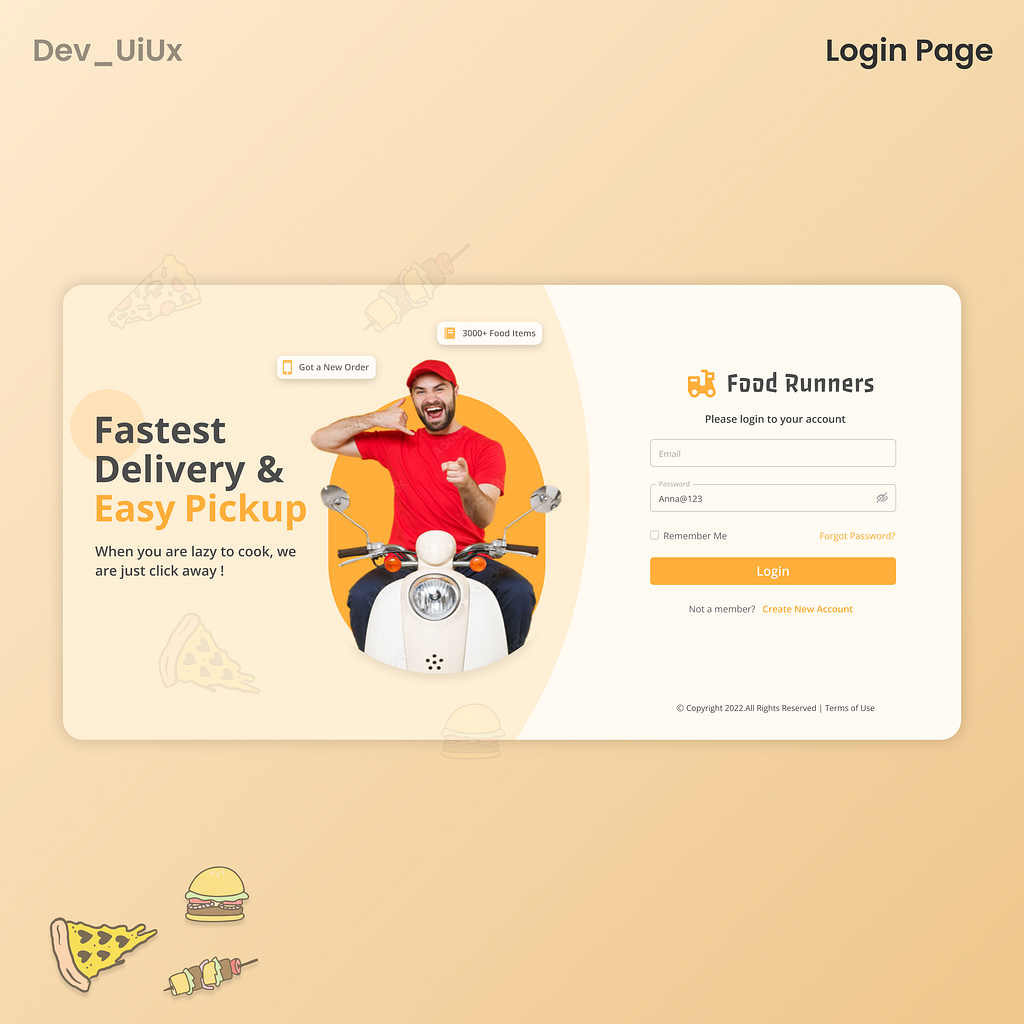 Dev_UiUx
Login Page
3000+ Food Items
Got a New Order
Fastest
Delivery &
Easy Pickup
When you are lazy to cook, we
are just click away !
Food Runners
Please login to your account
Email
Password
Anna@123
Remember Me
Forgot Password?
Login
Not a member? Create New Account
© Copyright 2022.All Rights Reserved | Terms of Use